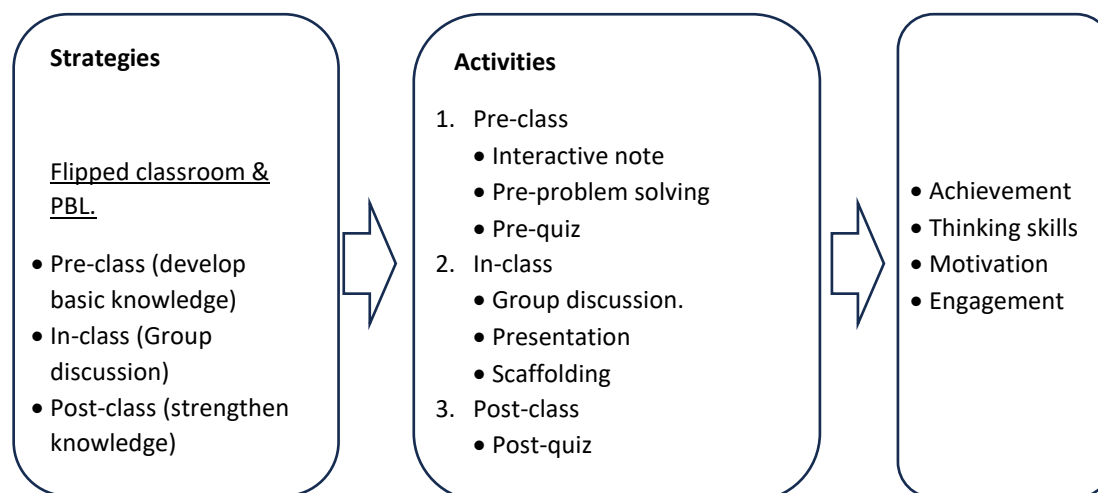 Strategies
Flipped classroom &
PBL.
• Pre-class (develop
basic knowledge)
• In-class (Group
discussion)
• Post-class (strengthen
knowledge)
Activities
1. Pre-class
• Interactive note
• Pre-problem solving
• Pre-quiz
2. In-class
• Group discussion.
• Presentation
• Scaffolding
3. Post-class
• Post-quiz
• Achievement
• Thinking skills
• Motivation
• Engagement